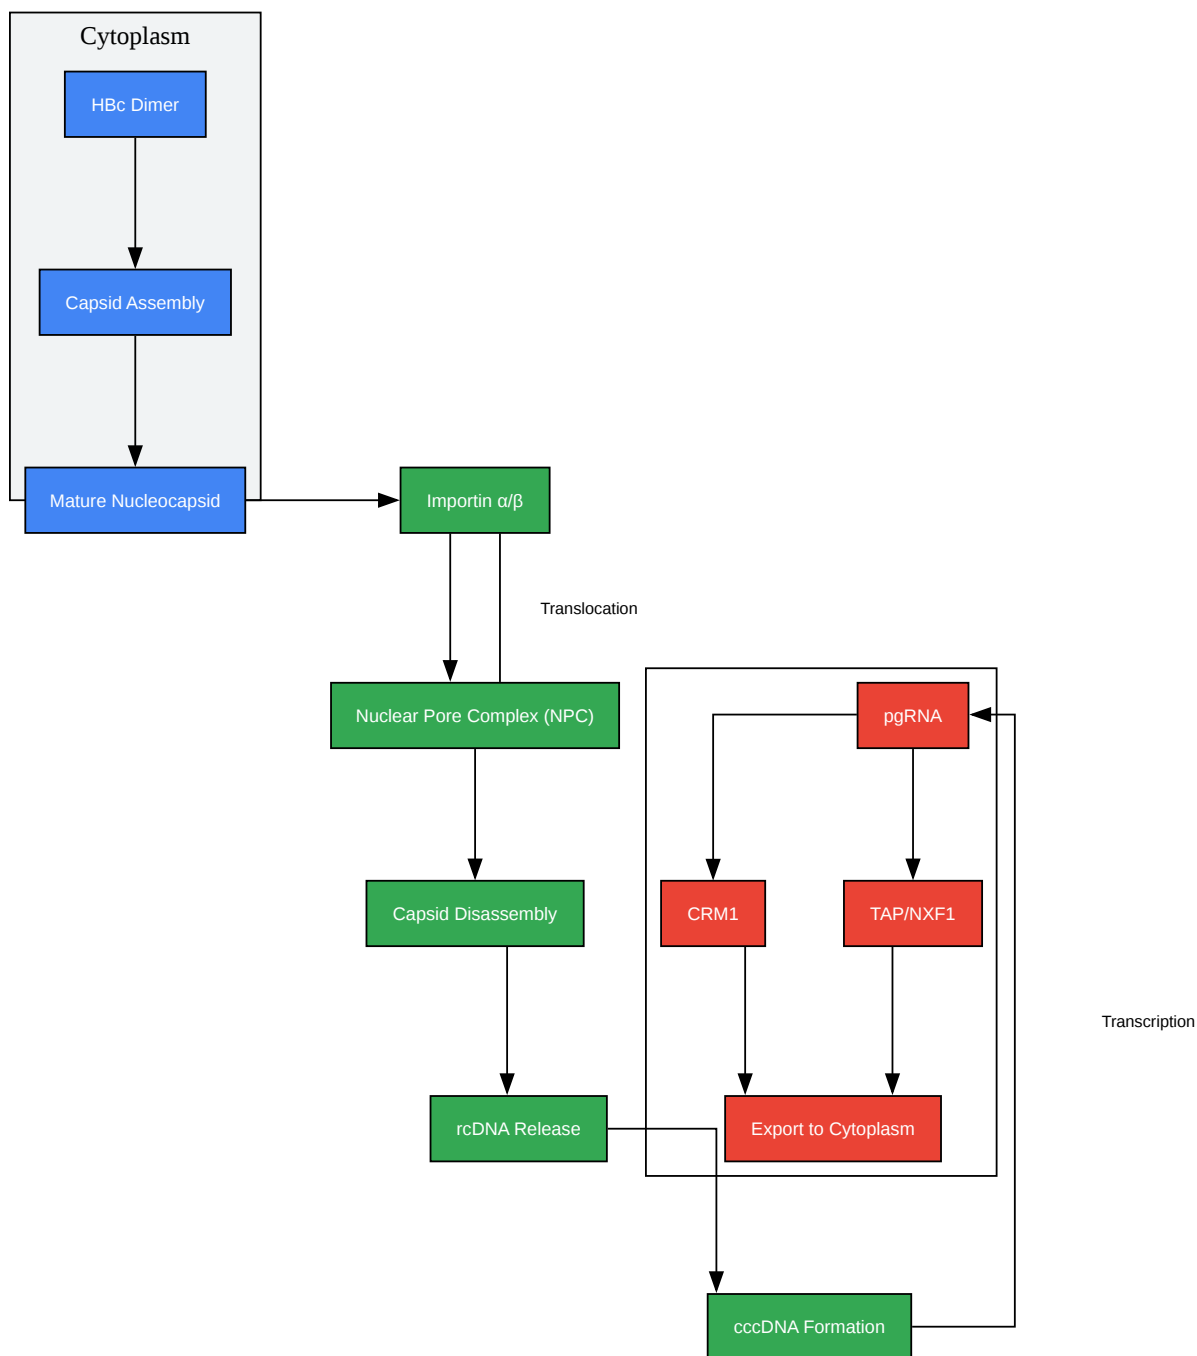 Cytoplasm
HBc Dimer
Capsid Assembly
Mature Nucleocapsid
Importin α/β
Translocation
Nuclear Pore Complex (NPC)
pgRNA
Capsid Disassembly
CRM1
TAP/NXF1
Transcription
rcDNA Release
Export to Cytoplasm
cccDNA Formation